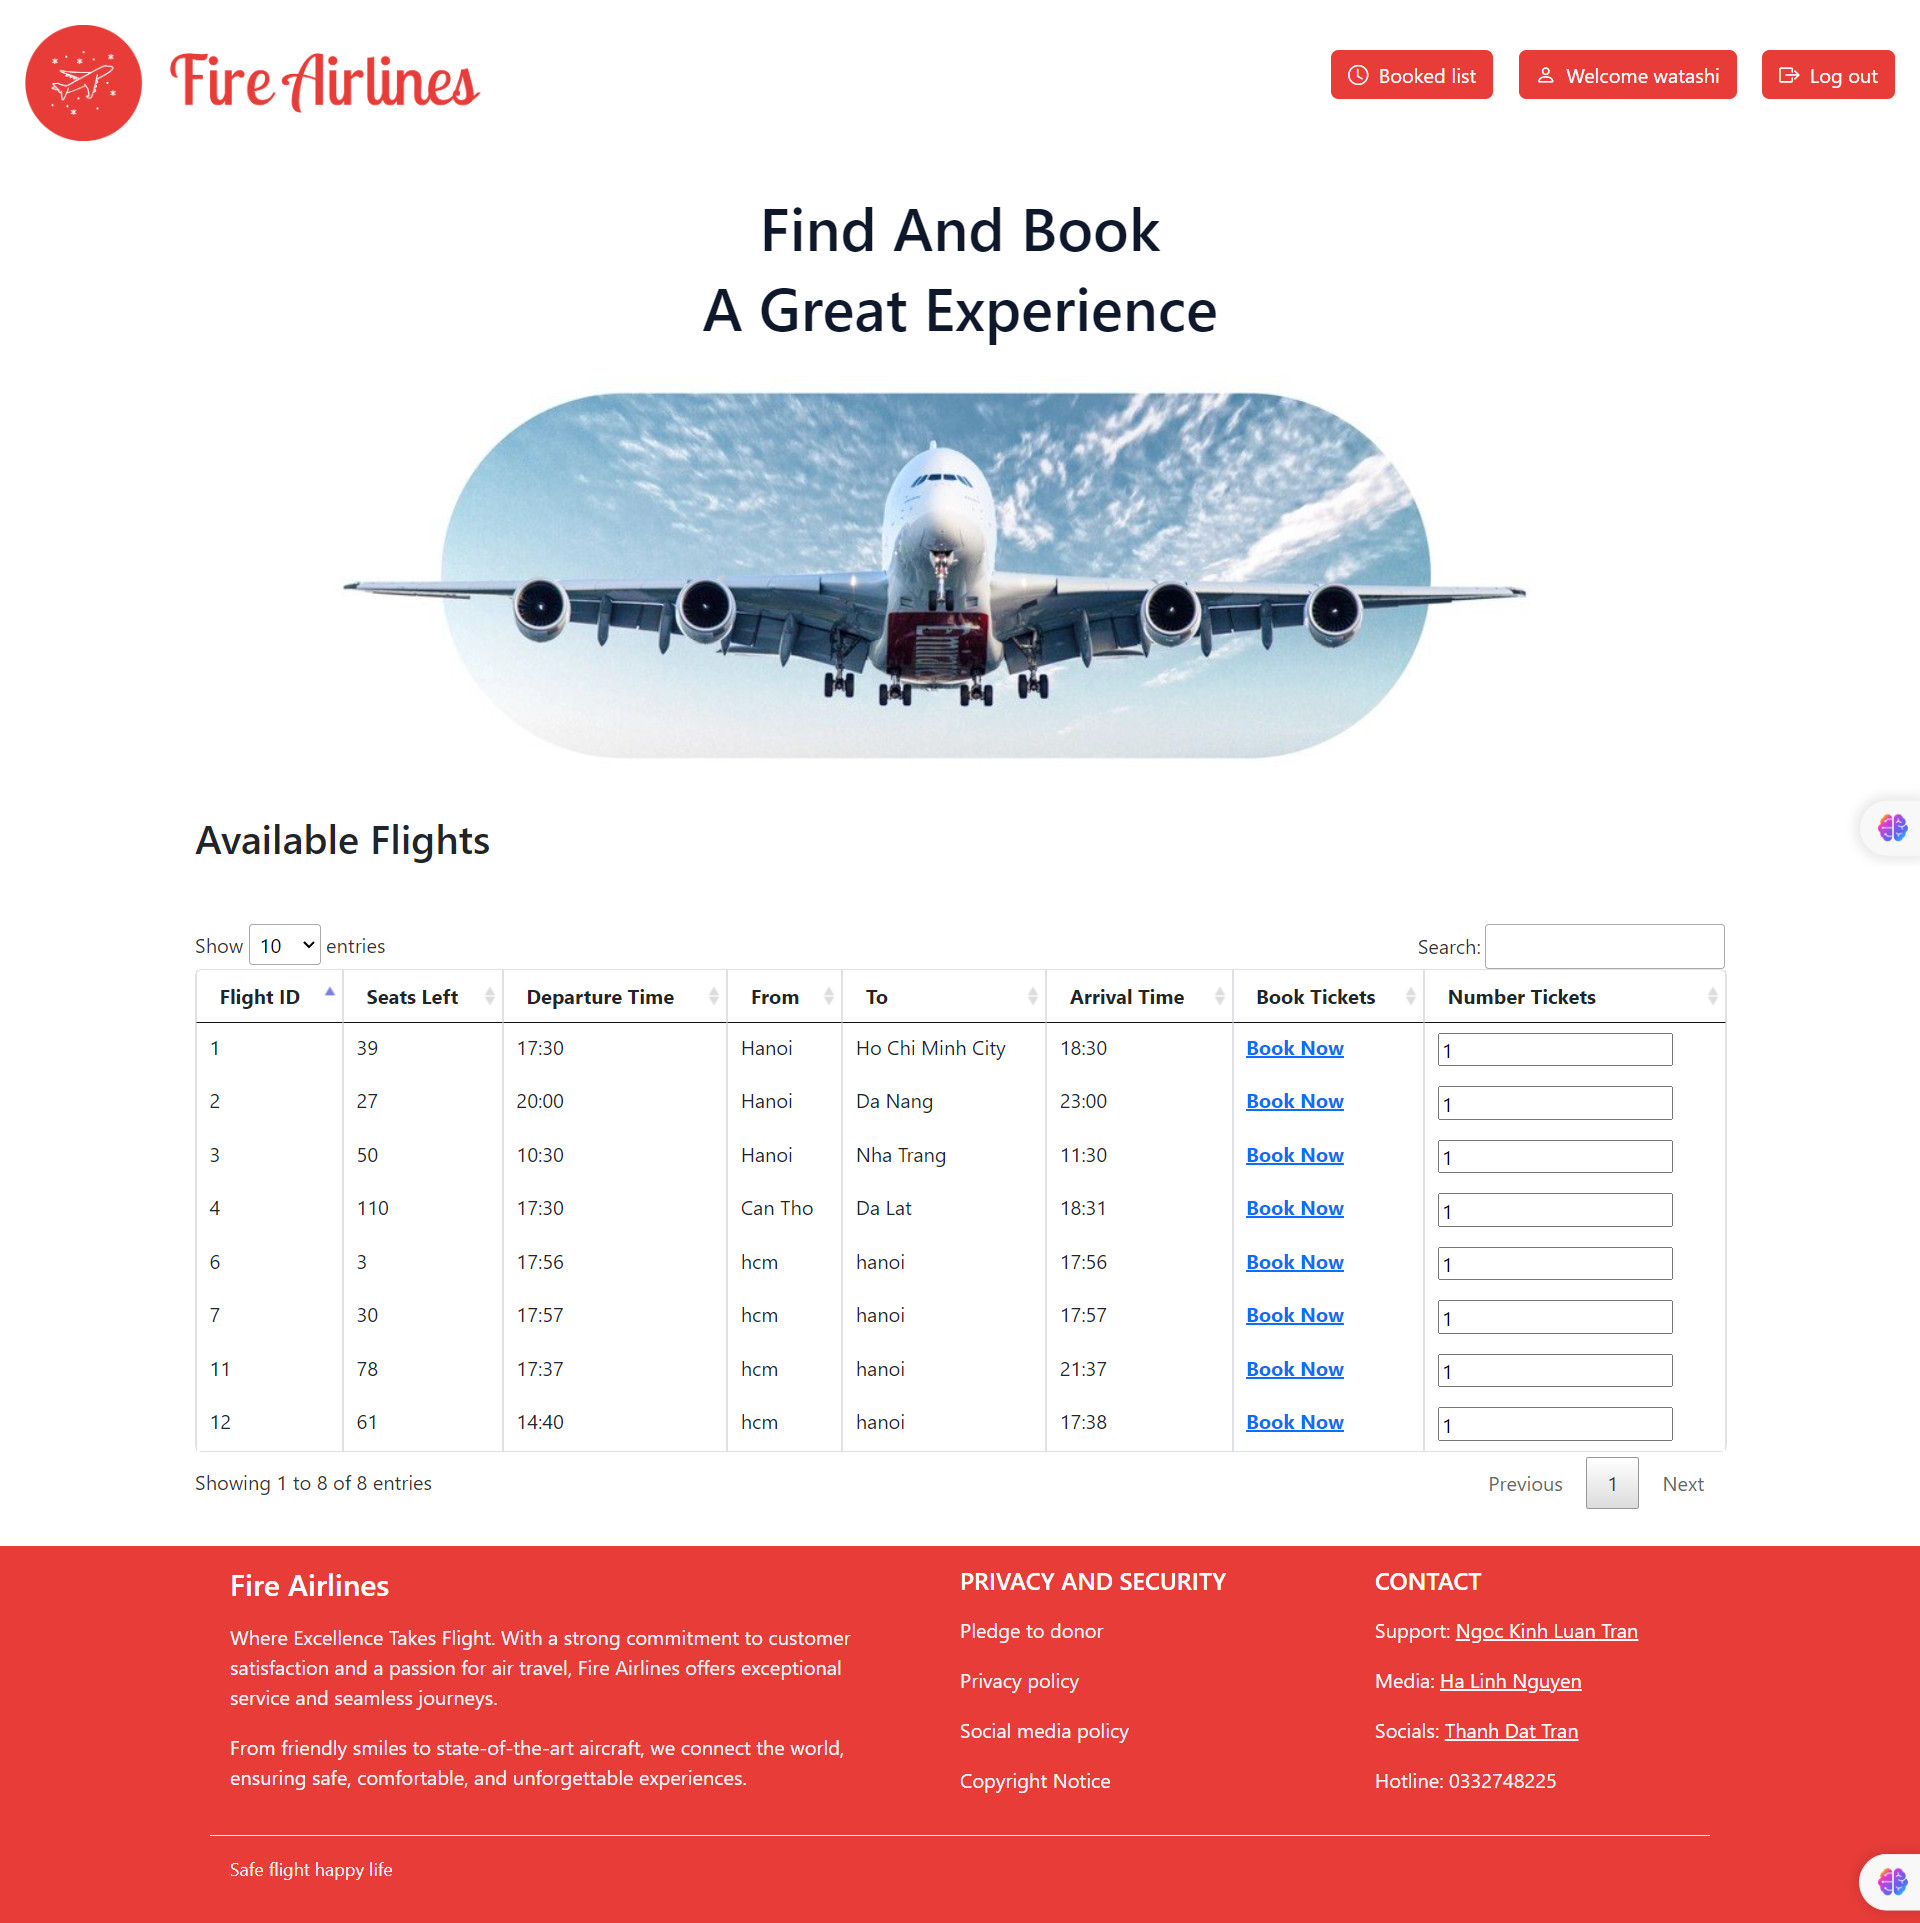 Fire Airlines
Booked list
Welcome watashi
Log out
Find And Book
A Great Experience
Available Flights
Show 10 entries
Search:
Flight ID Seats Left Departure Time From To Arrival Time Book Tickets Number Tickets
1 39 17:30 Hanoi Ho Chi Minh City 18:30 Book Now 1
2 27 20:00 Hanoi Da Nang 23:00 Book Now 1
3 50 10:30 Hanoi Nha Trang 11:30 Book Now 1
4 110 17:30 Can Tho Da Lat 18:31 Book Now 1
6 3 17:56 hcm hanoi 17:56 Book Now 1
7 30 17:57 hcm hanoi 17:57 Book Now 1
11 78 17:37 hcm hanoi 21:37 Book Now 1
12 61 14:40 hcm hanoi 17:38 Book Now 1
Showing 1 to 8 of 8 entries
Previous 1 Next
Fire Airlines
Where Excellence Takes Flight. With a strong commitment to customer
satisfaction and a passion for air travel, Fire Airlines offers exceptional
service and seamless journeys.
From friendly smiles to state-of-the-art aircraft, we connect the world,
ensuring safe, comfortable, and unforgettable experiences.
PRIVACY AND SECURITY
Pledge to donor
Privacy policy
Social media policy
Copyright Notice
CONTACT
Support: Ngoc Kinh Luan Tran
Media: Ha Linh Nguyen
Socials: Thanh Dat Tran
Hotline: 0332748225
Safe flight happy life